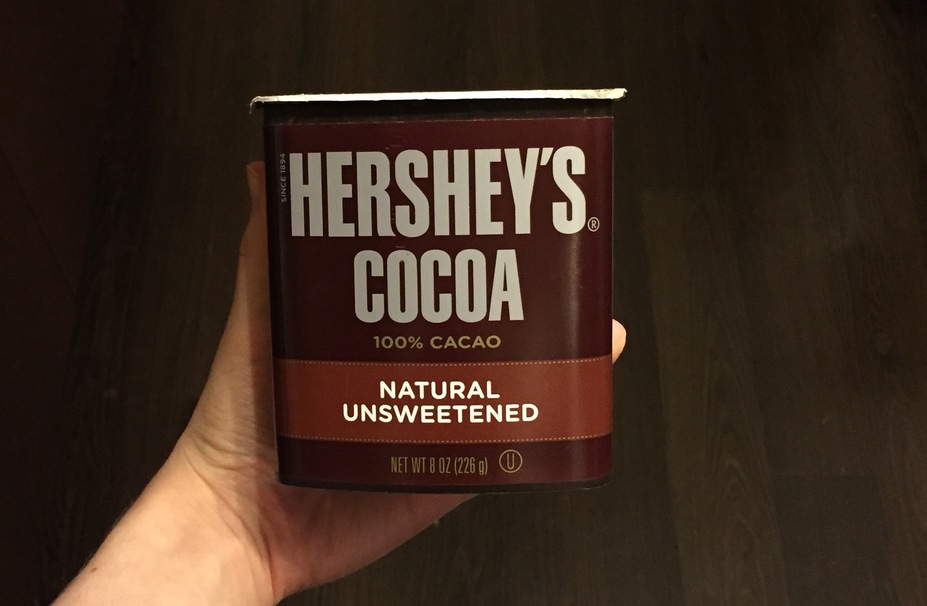 SINCE 1894
HERSHEY'S®
COCOA
100% CACAO
NATURAL
UNSWEETENED
NET WT 8 OZ (226 g) U